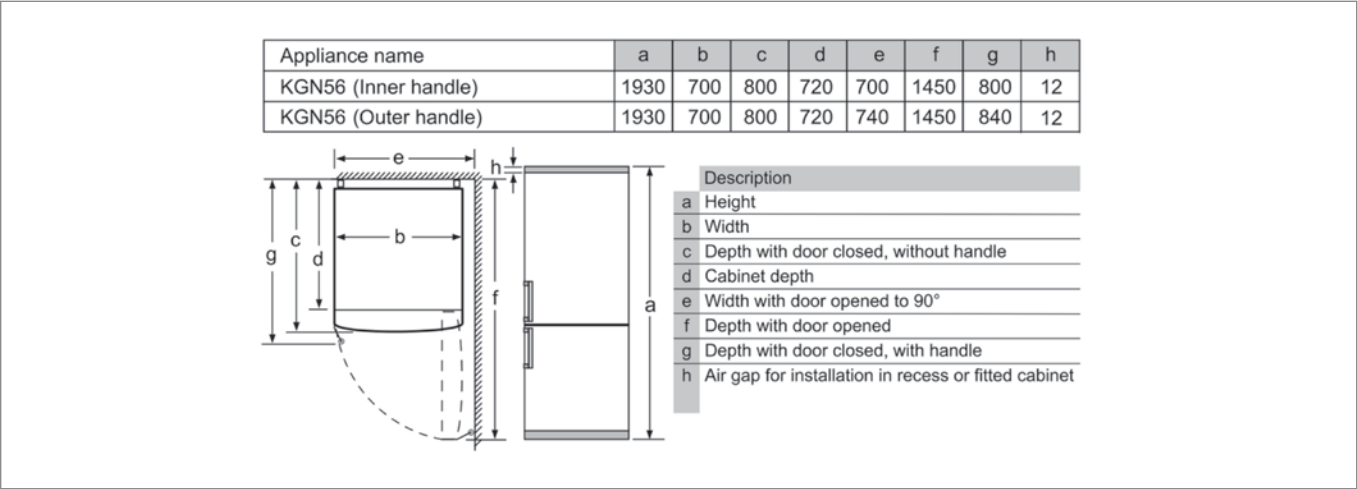 Appliance name a b c d e f g h
KGN56 (Inner handle) 1930 700 800 720 700 1450 800 12
KGN56 (Outer handle) 1930 700 800 720 740 1450 840 12
e
h
b
c
g
d
f
a
Description
a Height
b Width
c Depth with door closed, without handle
d Cabinet depth
e Width with door opened to 90°
f Depth with door opened
g Depth with door closed, with handle
h Air gap for installation in recess or fitted cabinet